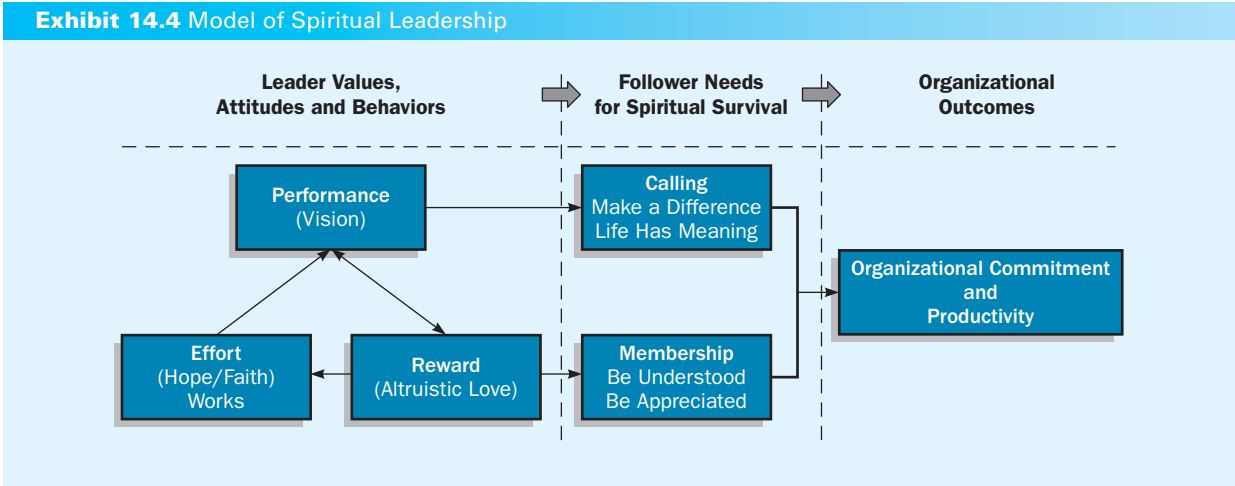 Exhibit 14.4 Model of Spiritual Leadership
Leader Values,
Attitudes and Behaviors
Follower Needs
for Spiritual Survival
Organizational
Outcomes
Performance
(Vision)
Calling
Make a Difference
Life Has Meaning
Organizational Commitment
and
Productivity
Effort
(Hope/Faith)
Works
Reward
(Altruistic Love)
Membership
Be Understood
Be Appreciated